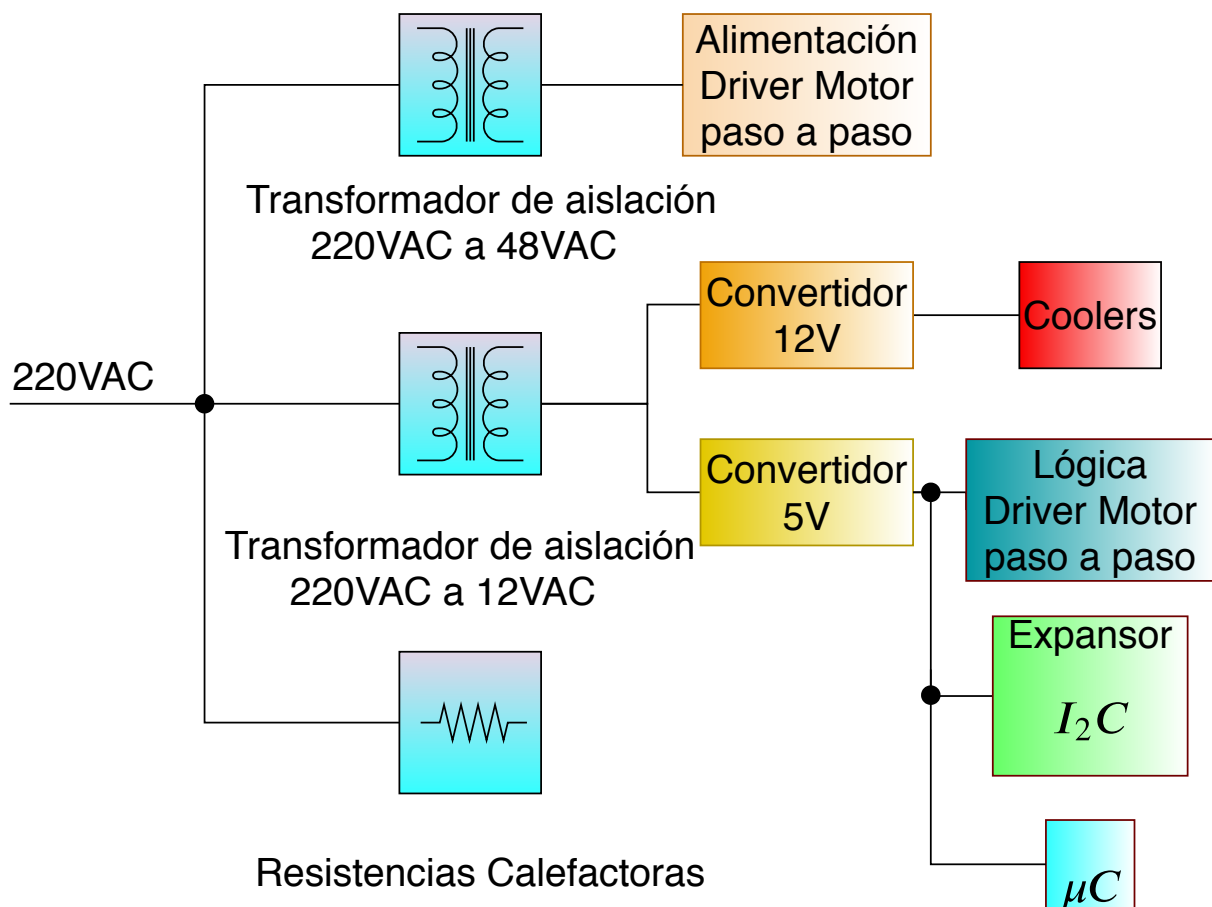 Alimentación
Driver Motor
paso a paso
Transformador de aislación
220VAC a 48VAC
Convertidor
12V
Coolers
220VAC
Convertidor
5V
Lógica
Driver Motor
paso a paso
Transformador de aislación
220VAC a 12VAC
Expansor
I₂C
Resistencias Calefactoras
μC